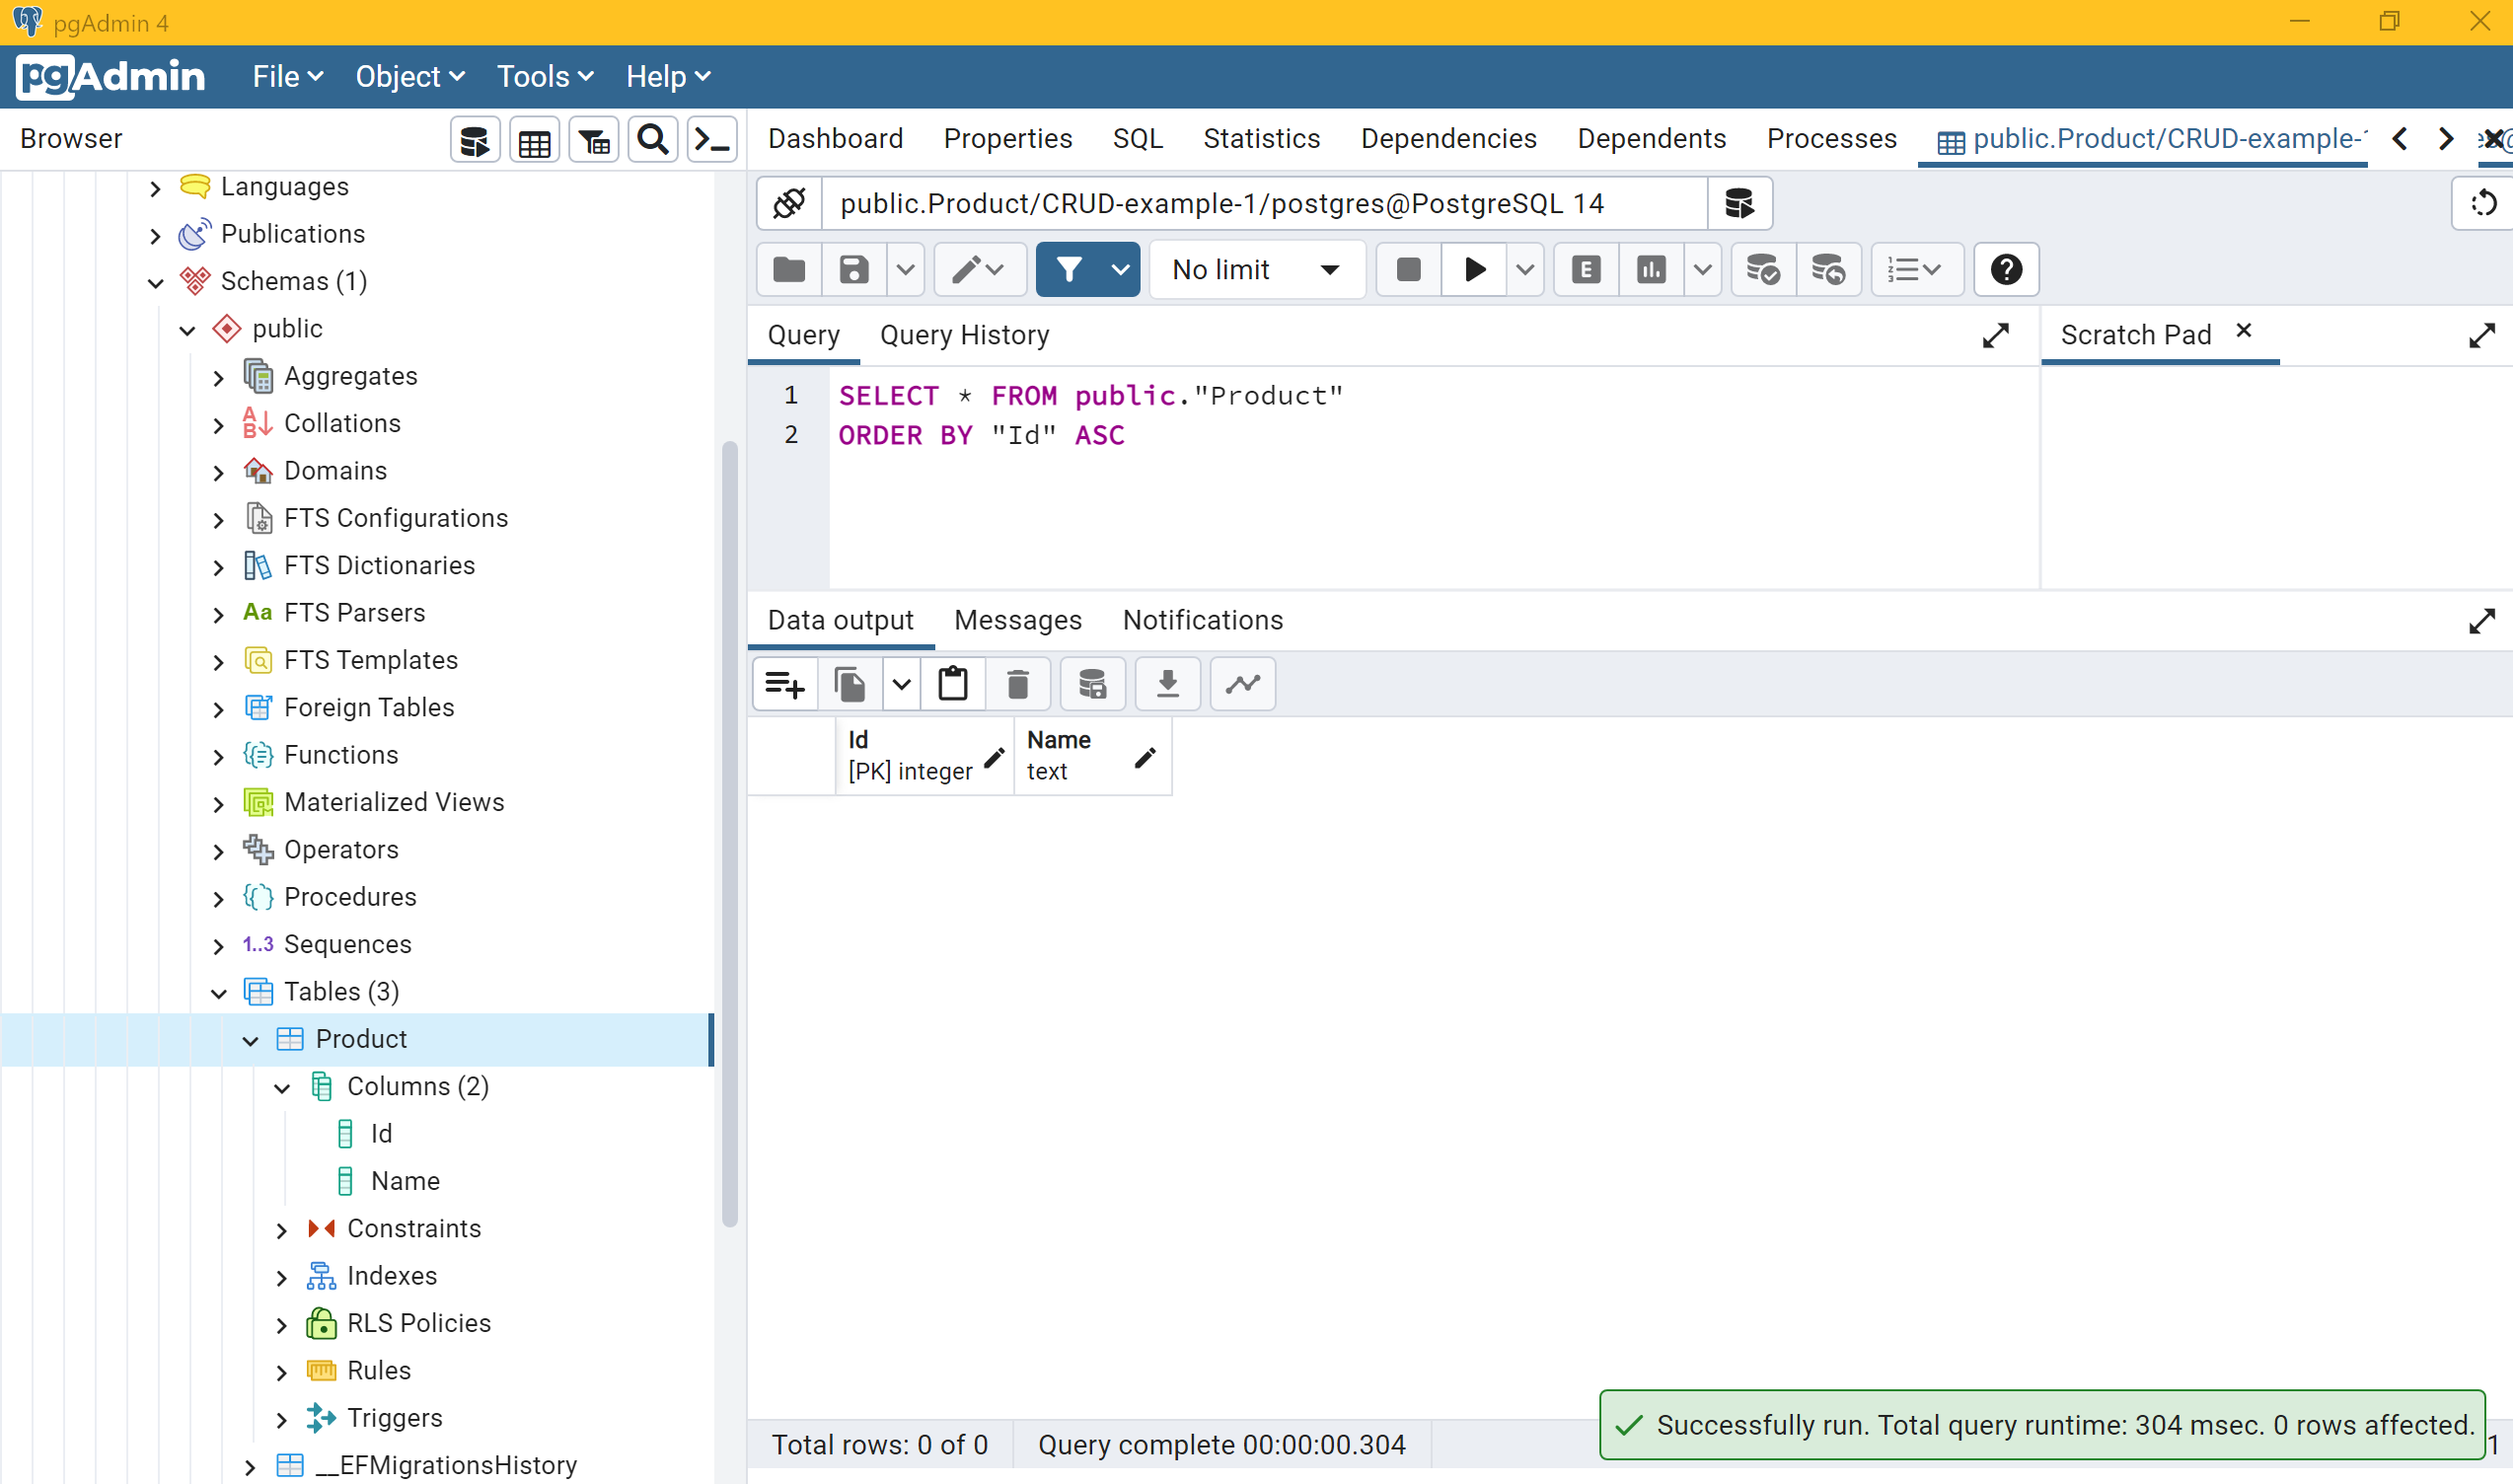 pgAdmin 4
pgAdmin File Object Tools Help
Browser
Dashboard Properties SQL Statistics Dependencies Dependents Processes public.Product/CRUD-example-
public.Product/CRUD-example-1/postgres@PostgreSQL 14
No limit
Query Query History
Scratch Pad
1 SELECT * FROM public."Product"
2 ORDER BY "Id" ASC
Data output Messages Notifications
Id
[PK] integer
Name
text
Languages
Publications
Schemas (1)
public
Aggregates
Collations
Domains
FTS Configurations
FTS Dictionaries
Aa FTS Parsers
FTS Templates
Foreign Tables
Functions
Materialized Views
Operators
Procedures
1..3 Sequences
Tables (3)
Product
Columns (2)
Id
Name
Constraints
Indexes
RLS Policies
Rules
Triggers
__EFMigrationsHistory
Total rows: 0 of 0
Query complete 00:00:00.304
Successfully run. Total query runtime: 304 msec. 0 rows affected.